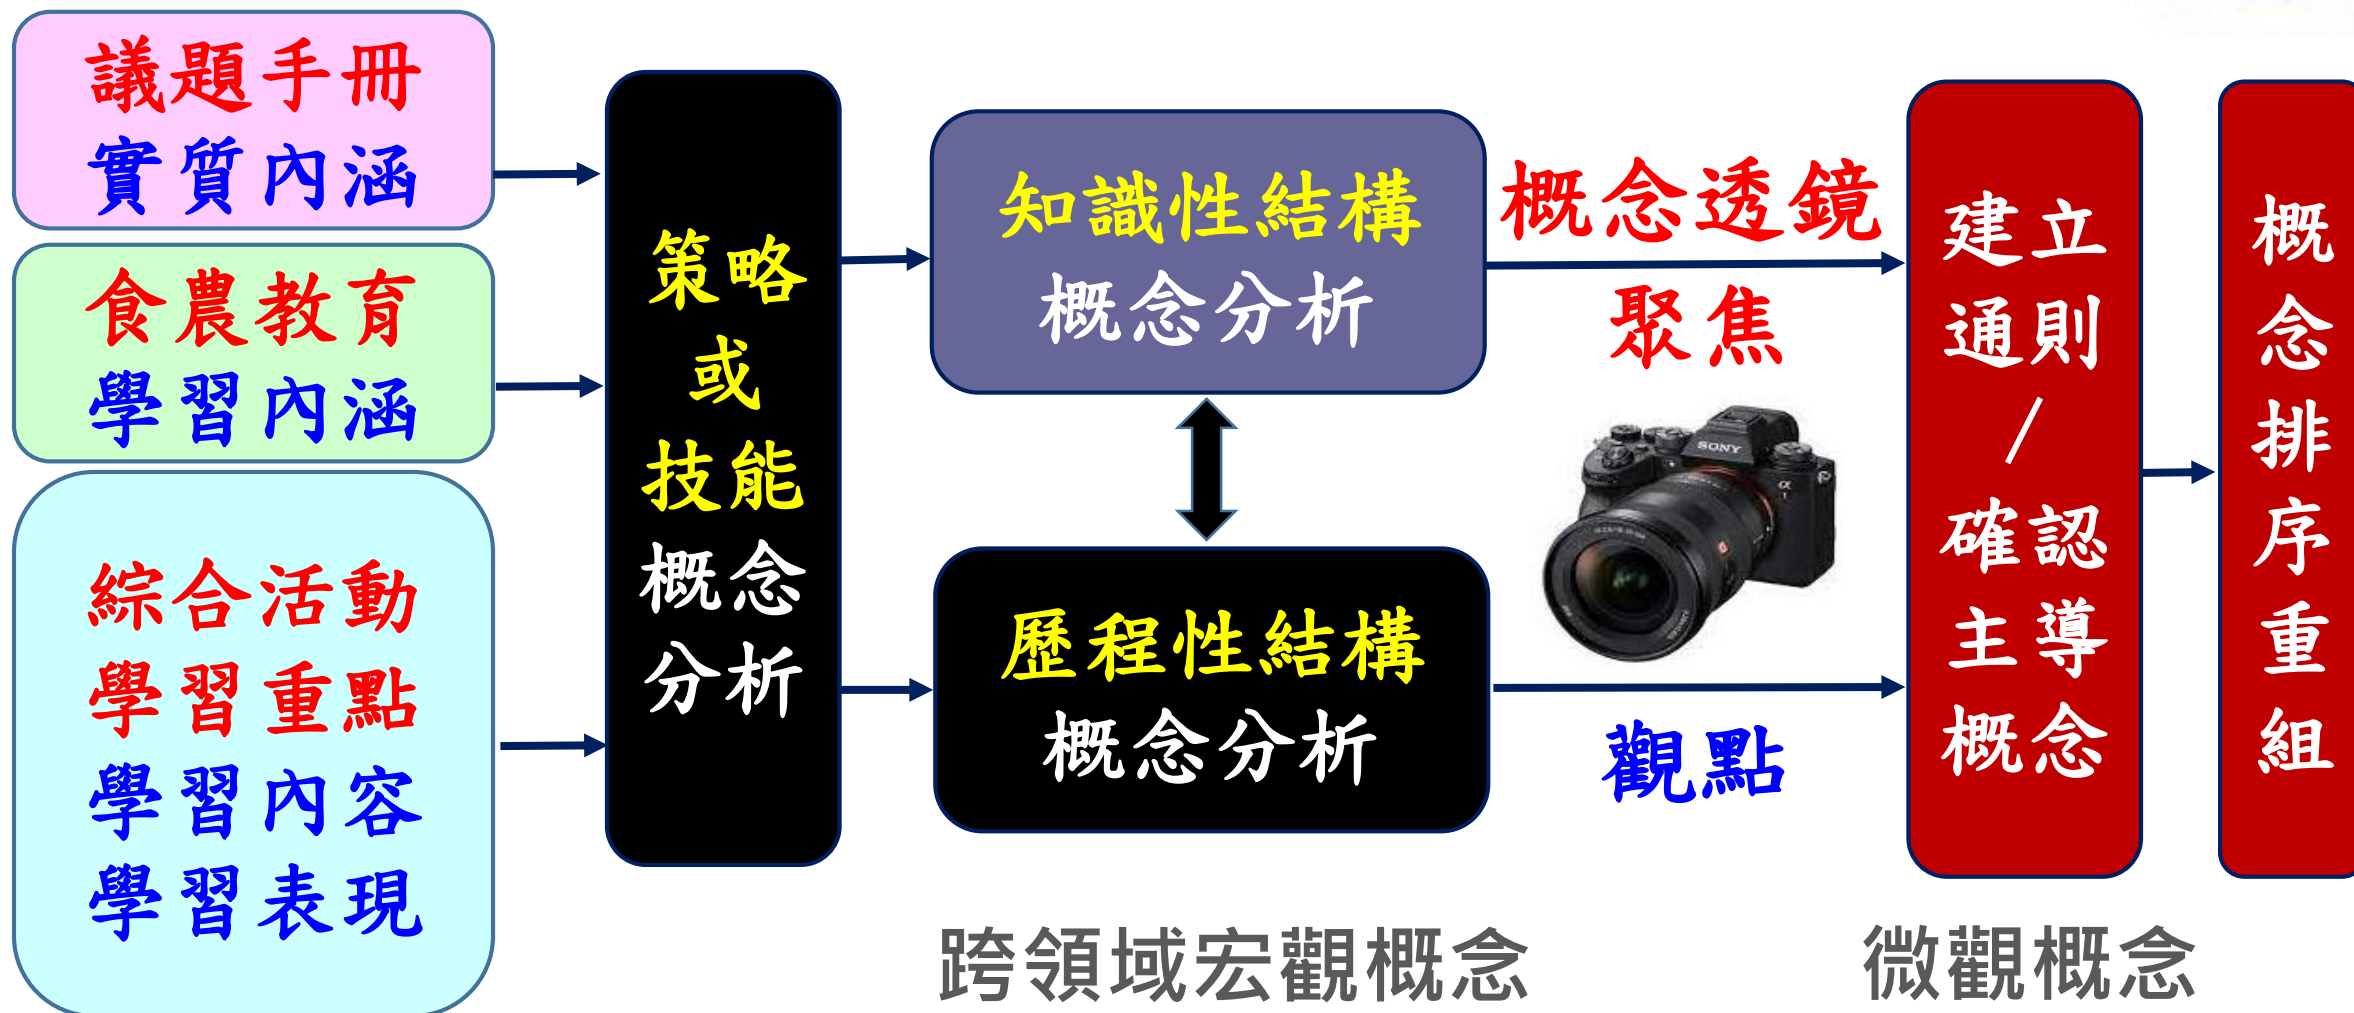 議題手冊
實質內涵
食農教育
學習內涵
綜合活動
學習重點
學習內容
學習表現
策略
或
技能
概念
分析
知識性結構
概念分析
歷程性結構
概念分析
概念透鏡
聚焦
SONY
α
1
觀點
建立
通則
/
確認
主導
概念
概念排序重組
跨領域宏觀概念
微觀概念